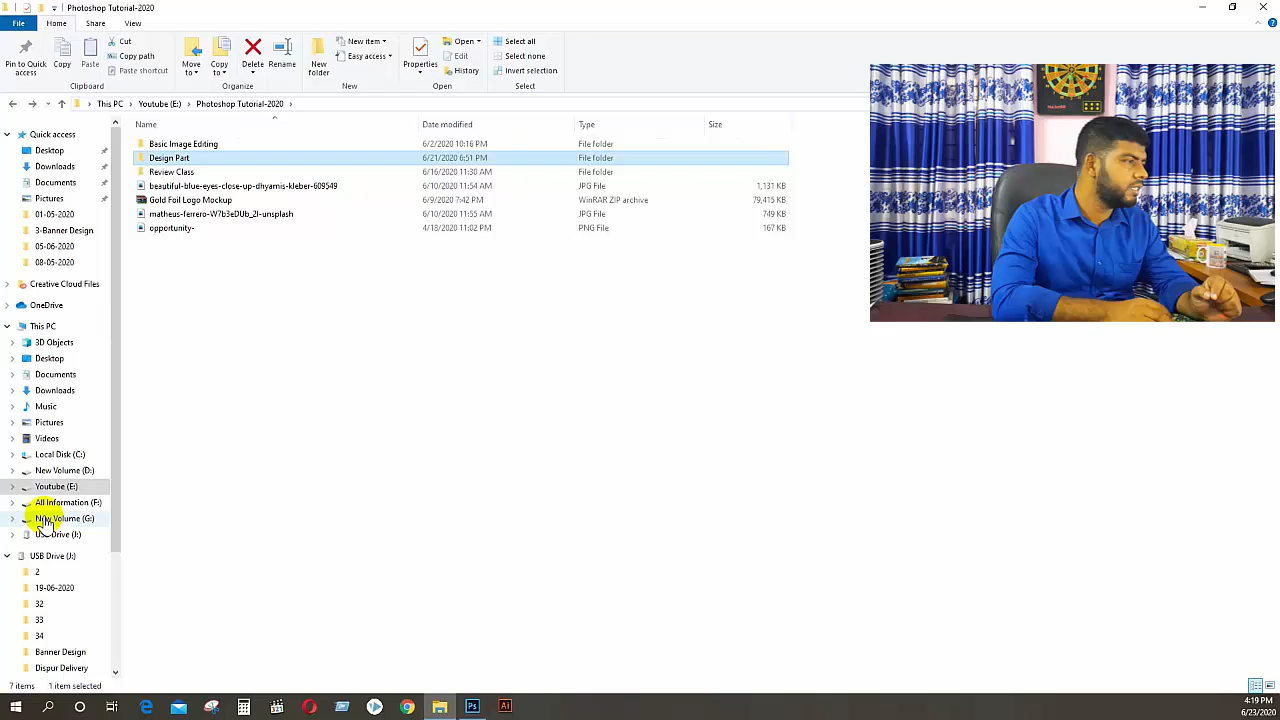 Photoshop Tutorial-2020
File Home Share View
Pin to Quick access
Copy
Paste
Cut
Copy path
Paste shortcut
Clipboard
Move to
Copy to
Delete
Rename
Organize
New folder
New item
Easy access
New
Properties
Open
Edit
History
Open
Select all
Select none
Invert selection
Select
This PC Youtube (E:) Photoshop Tutorial-2020
Name Date modified Type Size
Basic Image Editing 6/2/2020 10:16 PM File folder
Design Part 6/21/2020 6:51 PM File folder
Review Class 6/16/2020 11:30 AM File folder
beautiful-blue-eyes-close-up-dhyamis-kleber-609549 6/10/2020 11:54 AM JPG File 1,131 KB
Gold Foil Logo Mockup 6/9/2020 7:42 PM WinRAR ZIP archive 79,415 KB
matheus-ferrero-W7b3eDUb_2I-unsplash 6/10/2020 11:55 AM JPG File 749 KB
opportunity- 4/18/2020 11:02 PM PNG File 167 KB
Quick access
Desktop
Downloads
Documents
Pictures
01-05-2020
3-Banner Design
05-06-2020
08-05-2020
Creative Cloud Files
OneDrive
This PC
3D Objects
Desktop
Documents
Downloads
Music
Pictures
Videos
Local Disk (C:)
New Volume (D:)
Youtube (E:)
All Information (F:)
New Volume (G:)
USB Drive (J:)
USB Drive (J:)
2
19-06-2020
32
33
34
Banner Design
Dispur Delivery
7 items 1 item selected
Ps
Ai
4:19 PM
6/23/2020